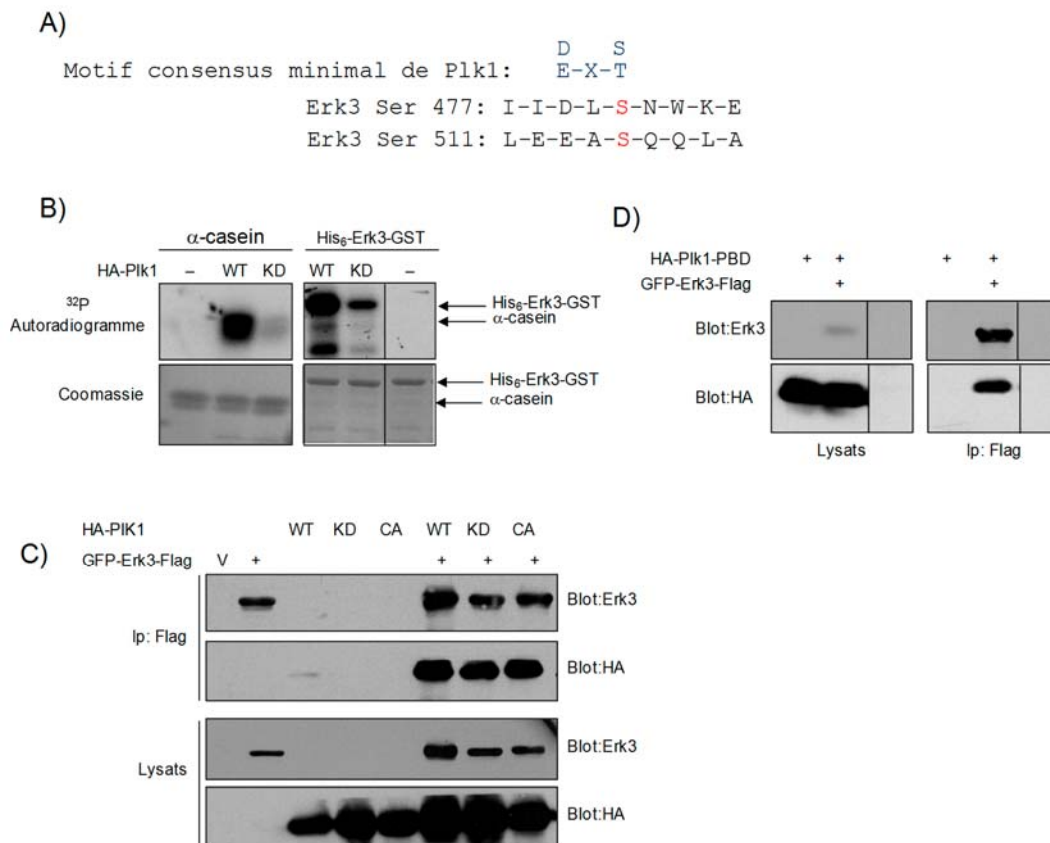 A)
D S
Motif consensus minimal de Plk1: E-X-T
Erk3 Ser 477: I-I-D-L-S-N-W-K-E
Erk3 Ser 511: L-E-E-A-S-Q-Q-L-A
B)
α-casein His₆-Erk3-GST
HA-Plk1 – WT KD WT KD –
³²P
Autoradiogramme
His₆-Erk3-GST
α-casein
Coomassie
His₆-Erk3-GST
α-casein
D)
HA-Plk1-PBD + + + +
GFP-Erk3-Flag + +
Blot:Erk3
Blot:HA
Lysats Ip: Flag
C)
HA-PlK1 WT KD CA WT KD CA
GFP-Erk3-Flag V + + + +
Ip: Flag
Blot:Erk3
Blot:HA
Lysats
Blot:Erk3
Blot:HA